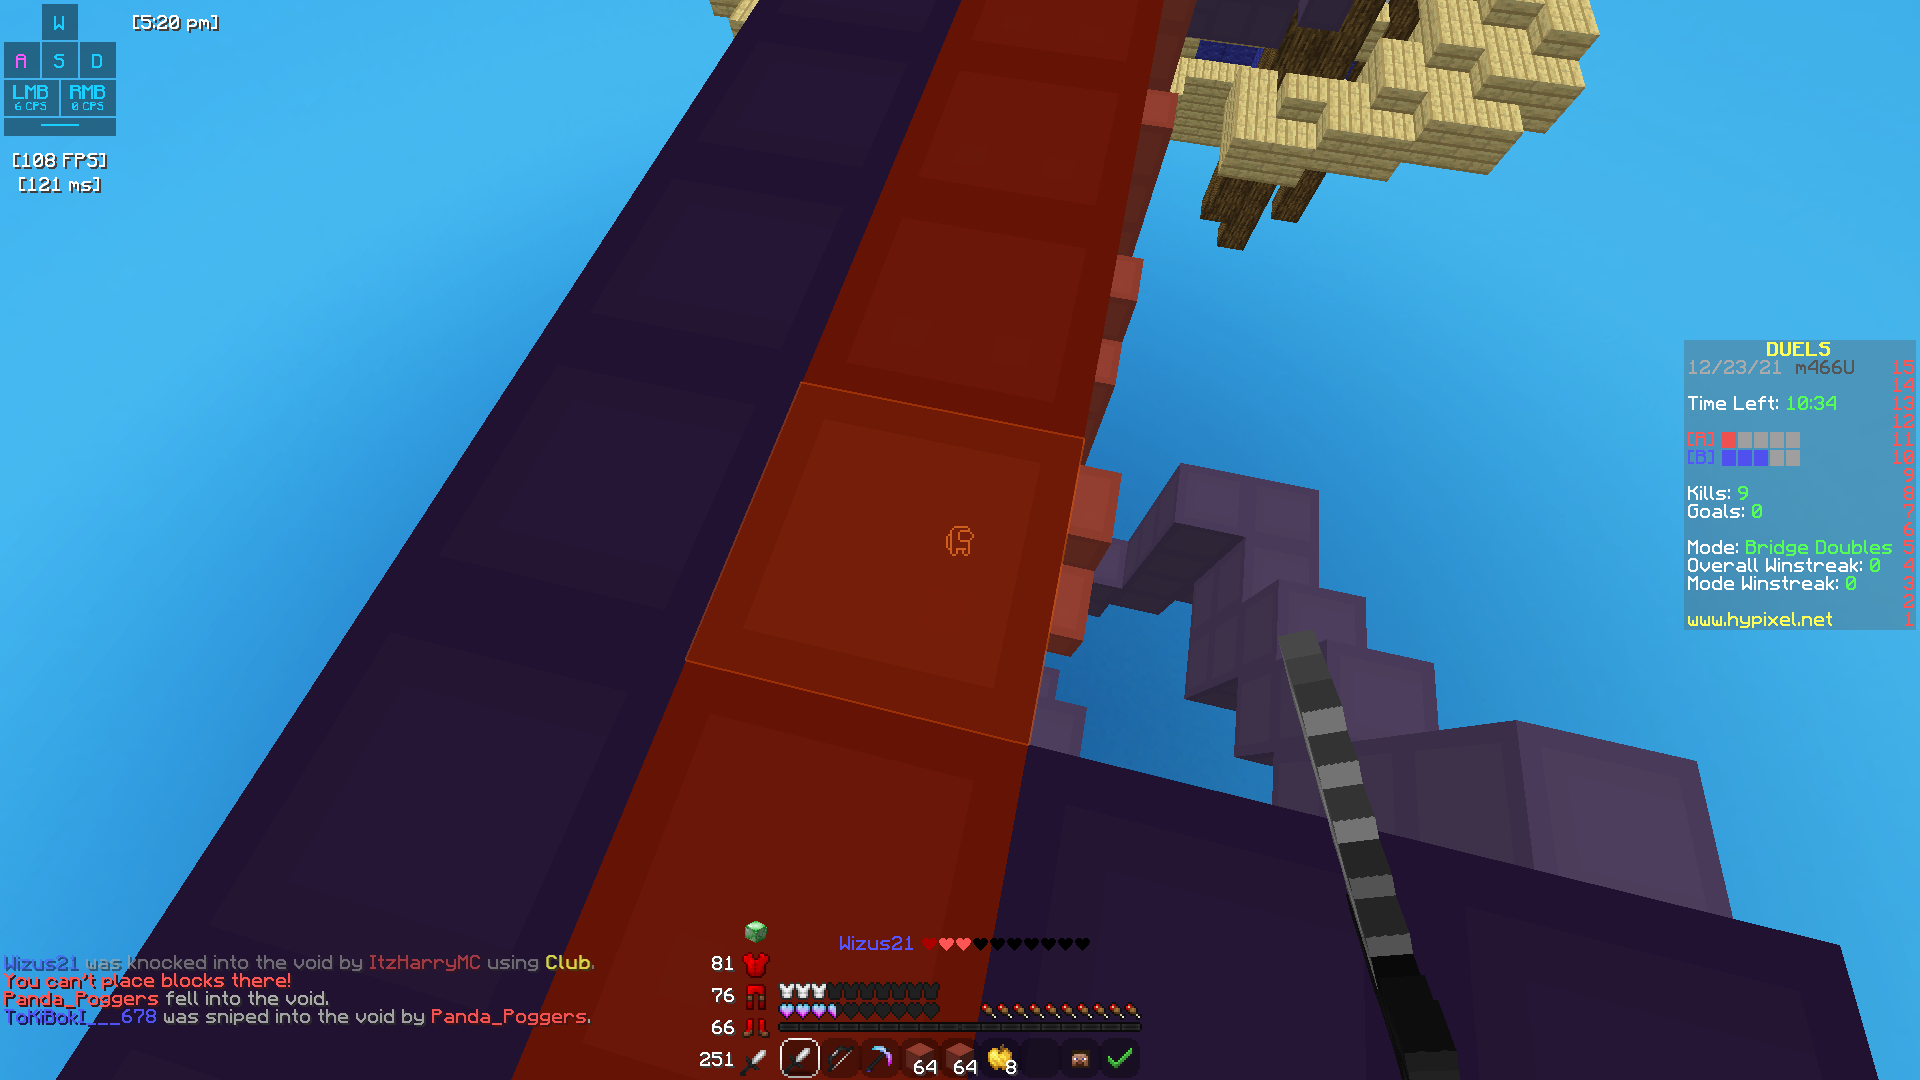 W
[5:20 pm]
A S D
LMB RMB
6 CPS 0 CPS
[108 FPS]
[121 ms]
DUELS
12/23/21 m466U 15
14
Time Left: 10:34 13
12
[R] 11
[B] 10
9
Kills: 9 8
Goals: 0 7
6
Mode: Bridge Doubles 5
Overall Winstreak: 0 4
Mode Winstreak: 0 3
2
www.hypixel.net 1
Wizus21
Wizus21 was knocked into the void by ItzHarryMC using Club.
You can't place blocks there!
Panda_Poggers fell into the void.
ToKiBokI___678 was sniped into the void by Panda_Poggers.
81
76
66
251
64 64 8